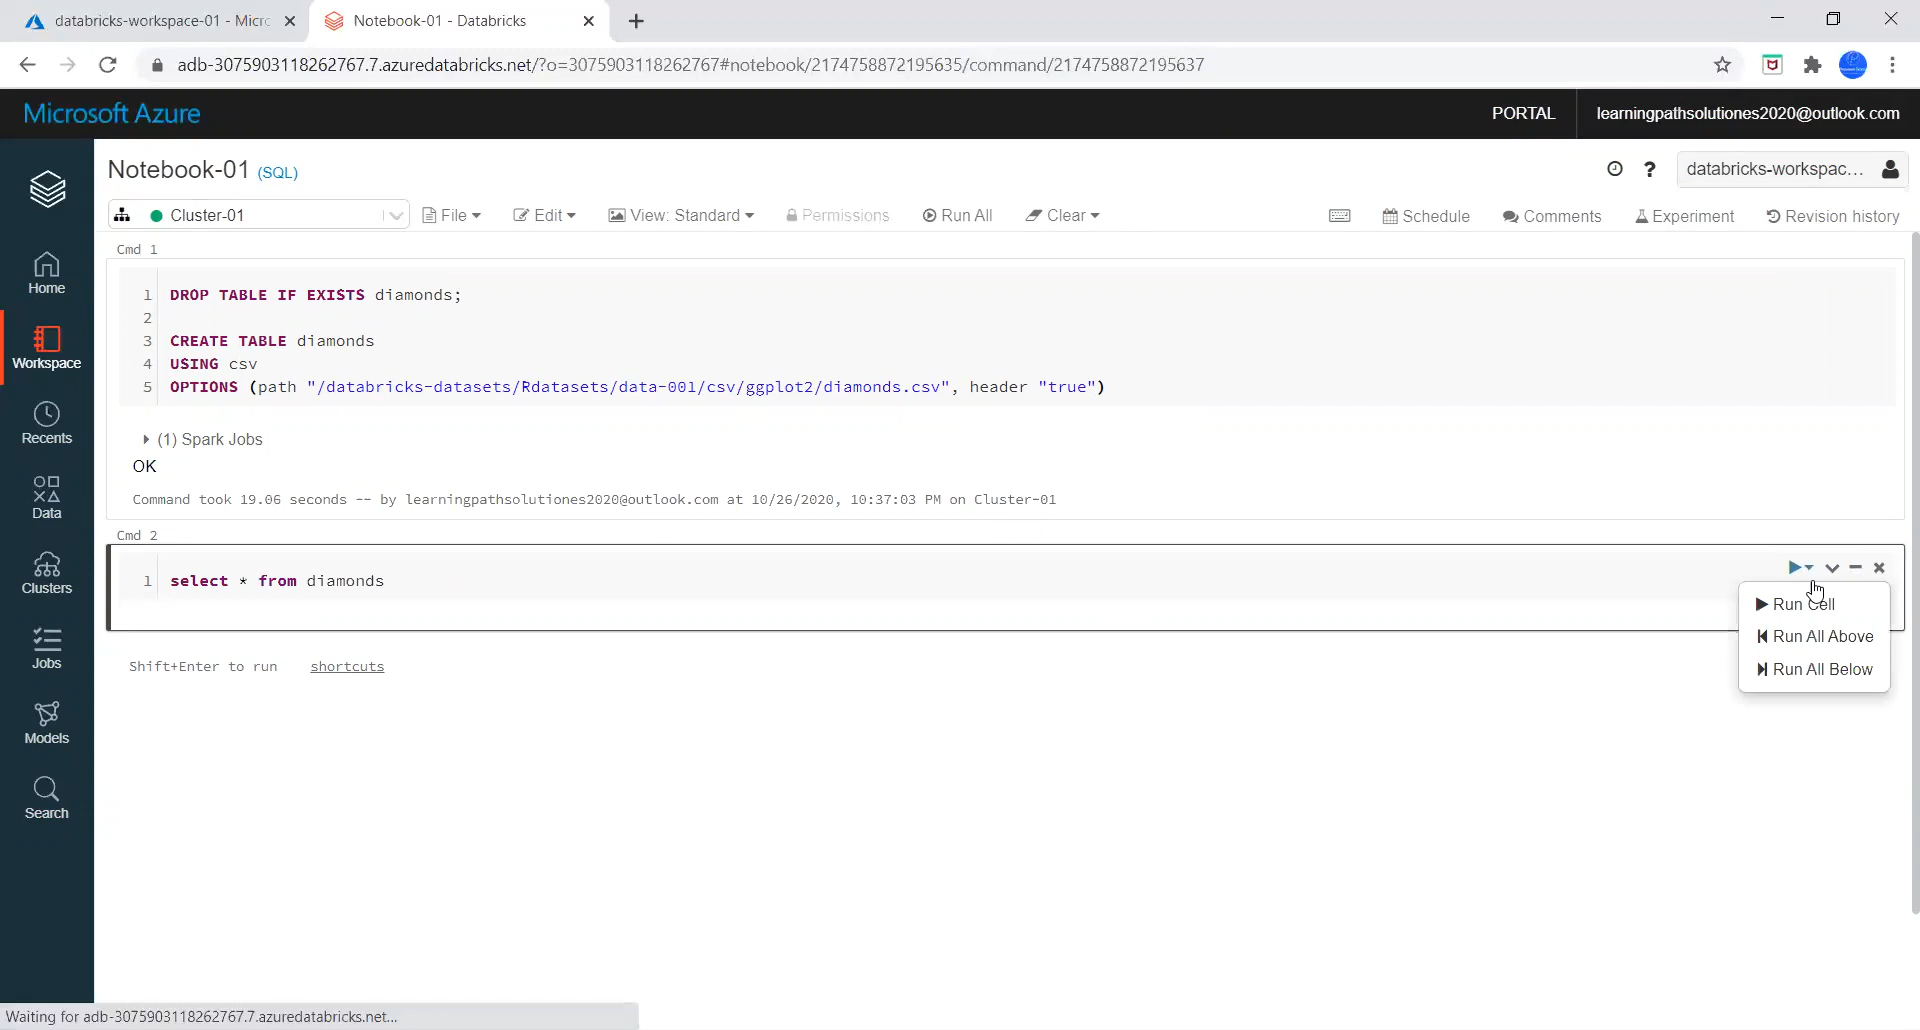 databricks-workspace-01 - Micro
Notebook-01 - Databricks
adb-3075903118262767.7.azuredatabricks.net/?o=3075903118262767#notebook/2174758872195635/command/2174758872195637
Microsoft Azure
PORTAL
learningpathsolutiones2020@outlook.com
Notebook-01 (SQL)
databricks-workspac...
Cluster-01
File
Edit
View: Standard
Permissions
Run All
Clear
Schedule
Comments
Experiment
Revision history
Home
Workspace
Recents
Data
Clusters
Jobs
Models
Search
Cmd 1
1 DROP TABLE IF EXISTS diamonds;
2
3 CREATE TABLE diamonds
4 USING csv
5 OPTIONS (path "/databricks-datasets/Rdatasets/data-001/csv/ggplot2/diamonds.csv", header "true")
(1) Spark Jobs
OK
Command took 19.06 seconds -- by learningpathsolutiones2020@outlook.com at 10/26/2020, 10:37:03 PM on Cluster-01
Cmd 2
1 select * from diamonds
Run Cell
Run All Above
Run All Below
Shift+Enter to run shortcuts
Waiting for adb-3075903118262767.7.azuredatabricks.net...